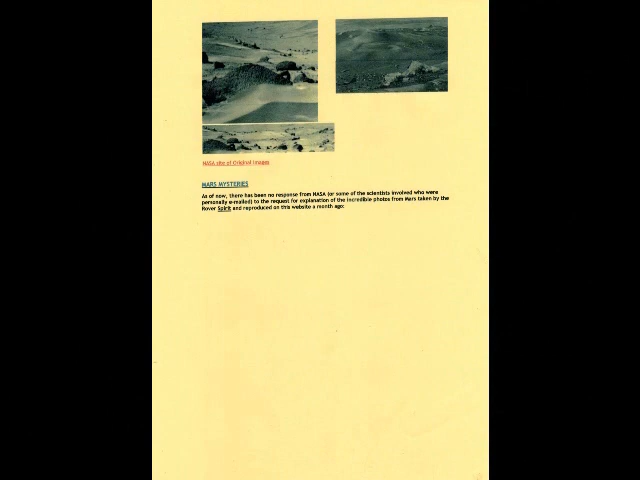 NASA site of Original Images
MARS MYSTERIES
As of now, there has been no response from NASA (or some of the scientists involved who were
personally e-mailed) to the request for explanation of the incredible photos from Mars taken by the
Rover Spirit and reproduced on this website a month ago: